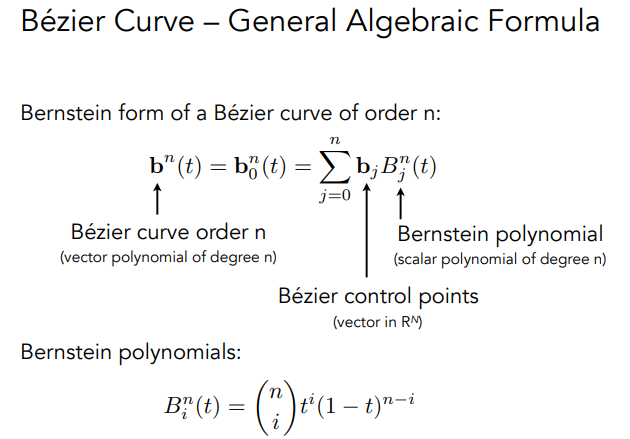 Bézier Curve – General Algebraic Formula
Bernstein form of a Bézier curve of order n:
$\mathbf{b}^n(t) = \mathbf{b}_0^n(t) = \sum_{j=0}^{n} \mathbf{b}_j B_j^n(t)$
Bézier curve order n
(vector polynomial of degree n)
Bernstein polynomial
(scalar polynomial of degree n)
Bézier control points
(vector in Rᴺ)
Bernstein polynomials:
$B_i^n(t) = \binom{n}{i} t^i (1 - t)^{n-i}$